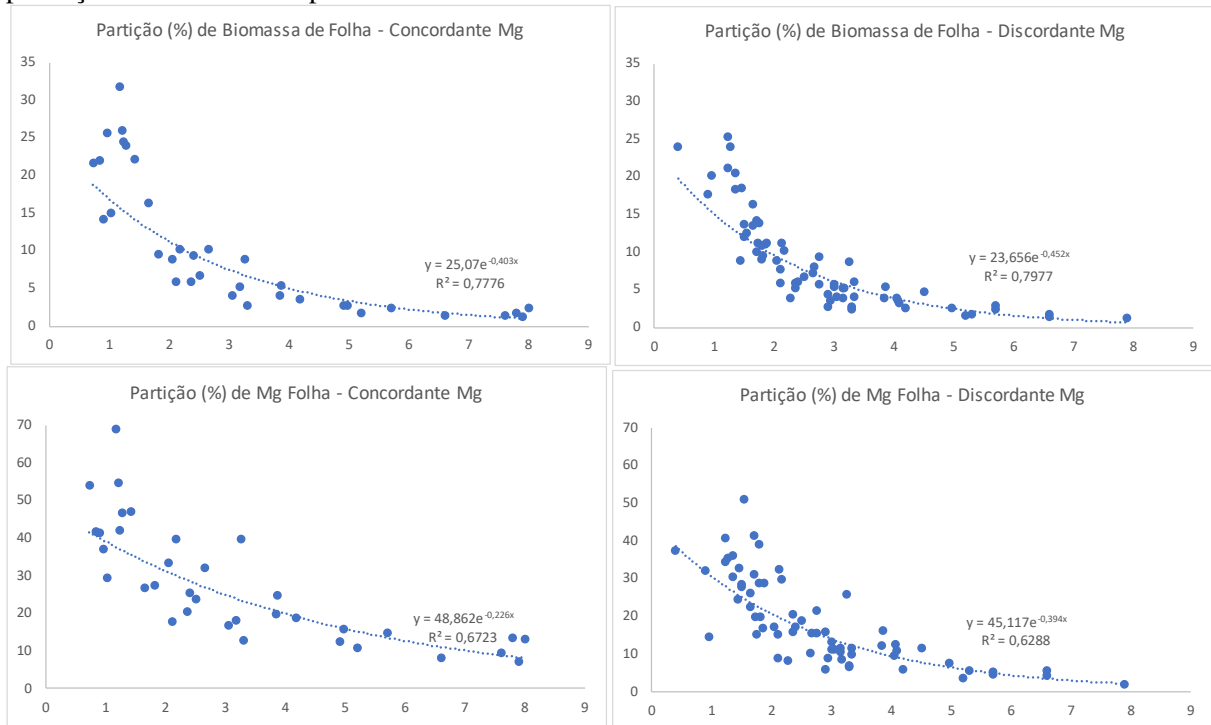 Partição (%) de Biomassa de Folha - Concordante Mg
35
30
25
20
15
10
5
0
y = 25,07e^-0,403x
R² = 0,7776
0 1 2 3 4 5 6 7 8 9
Partição (%) de Biomassa de Folha - Discordante Mg
35
30
25
20
15
10
5
0
y = 23,656e^-0,452x
R² = 0,7977
0 1 2 3 4 5 6 7 8 9
Partição (%) de Mg Folha - Concordante Mg
70
60
50
40
30
20
10
0
y = 48,862e^-0,226x
R² = 0,6723
0 1 2 3 4 5 6 7 8 9
Partição (%) de Mg Folha - Discordante Mg
70
60
50
40
30
20
10
0
y = 45,117e^-0,394x
R² = 0,6288
0 1 2 3 4 5 6 7 8 9